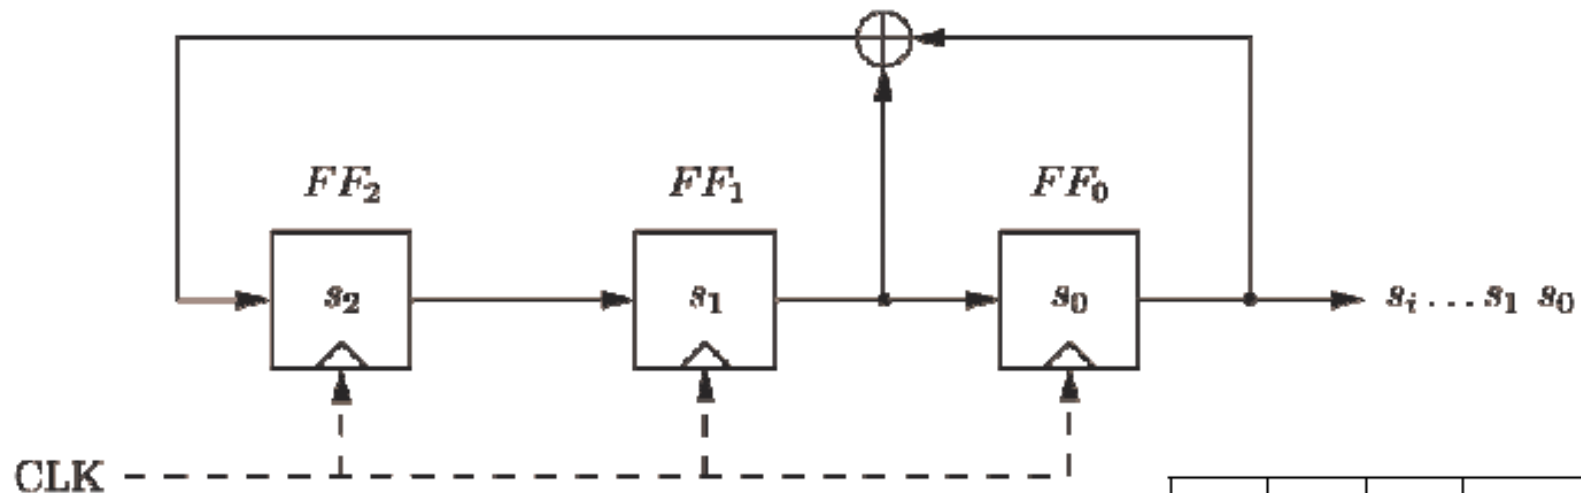 FF₂ FF₁ FF₀
s₂ s₁ s₀ sᵢ . . . s₁ s₀
CLK